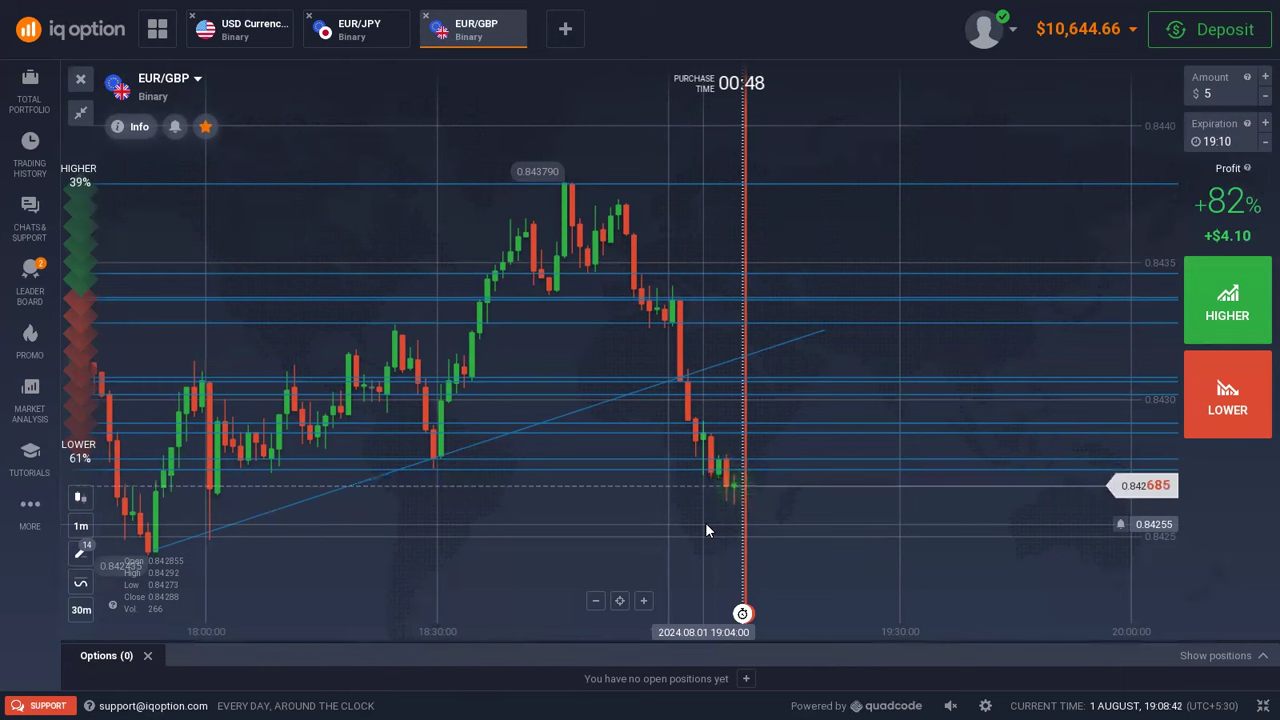 iq option
USD Currenc...
Binary
EUR/JPY
Binary
EUR/GBP
Binary
$10,644.66
Deposit
TOTAL
PORTFOLIO
TRADING
HISTORY
CHATS &
SUPPORT
2
LEADER
BOARD
PROMO
MARKET
ANALYSIS
TUTORIALS
MORE
EUR/GBP
Binary
Info
PURCHASE
TIME
00:48
HIGHER
39%
LOWER
61%
0.843790
0.8440
0.8435
0.8430
0.842685
0.84255
0.8425
1m
14
30m
Open 0.842855
High 0.84292
Low 0.84273
Close 0.84288
Vol. 266
18:00:00
18:30:00
2024.08.01 19:04:00
19:30:00
20:00:00
Amount
$ 5
Expiration
19:10
Profit
+82%
+$4.10
HIGHER
LOWER
Options (0)
Show positions
You have no open positions yet
SUPPORT
support@iqoption.com
EVERY DAY, AROUND THE CLOCK
Powered by quadcode
CURRENT TIME: 1 AUGUST, 19:08:42 (UTC+5:30)